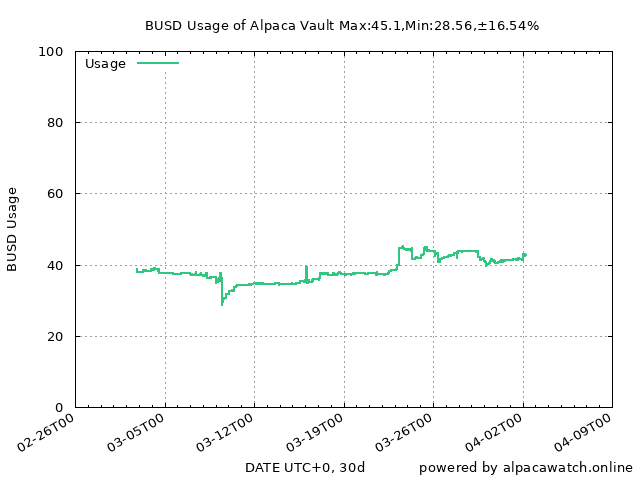 BUSD Usage of Alpaca Vault Max:45.1,Min:28.56,±16.54%
Usage
100
80
60
40
20
0
BUSD Usage
02-26T00
03-05T00
03-12T00
03-19T00
03-26T00
04-02T00
04-09T00
DATE UTC+0, 30d
powered by alpacawatch.online